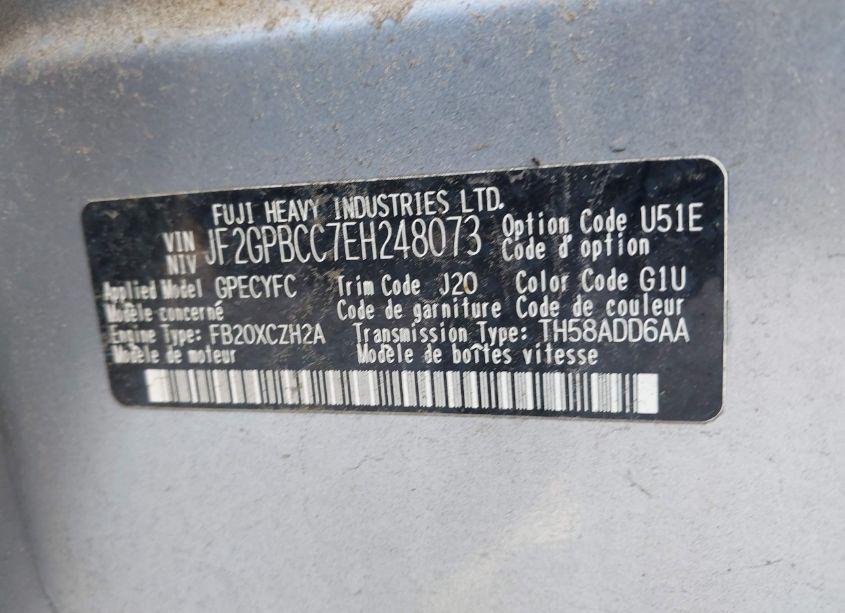 FUJI HEAVY INDUSTRIES LTD.
VIN NIV JF2GPBCC7EH248073 Option Code U51E
Code d'option
Applied Model GPECYFC Trim Code J20 Color Code G1U
Modèle concerné Code de garniture Code de couleur
Engine Type: FB20XCZH2A Transmission Type: TH58ADD6AA
Modèle de moteur Modèle de boîtes vitesse